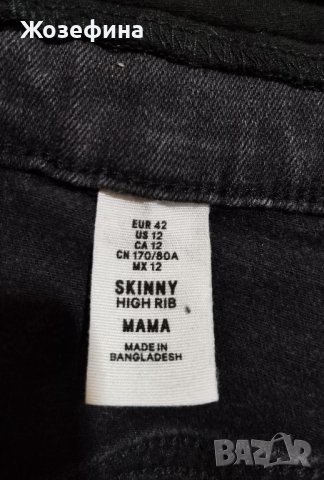 Жозефина
EUR 42
US 12
CA 12
CN 170/80A
MX 12
SKINNY
HIGH RIB
MAMA
MADE IN
BANGLADESH
BAZAR